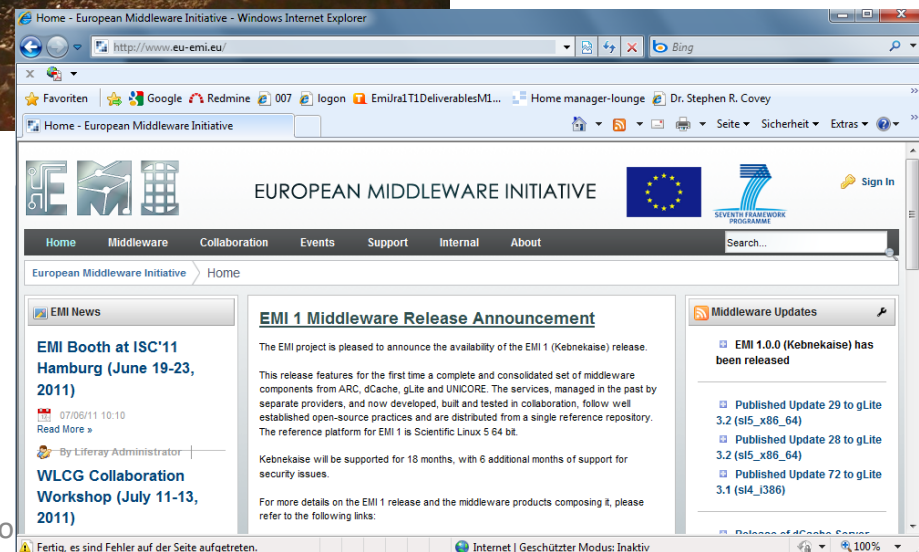 Home - European Middleware Initiative - Windows Internet Explorer
http://www.eu-emi.eu/
Bing
x
Favoriten Google Redmine 007 logon EmiJra1T1DeliverablesM1... Home manager-lounge Dr. Stephen R. Covey
Home - European Middleware Initiative
Seite Sicherheit Extras
EMI
EUROPEAN MIDDLEWARE INITIATIVE
SEVENTH FRAMEWORK
PROGRAMME
Sign In
Home Middleware Collaboration Events Support Internal About
Search...
European Middleware Initiative Home
EMI News
EMI Booth at ISC'11
Hamburg (June 19-23,
2011)
07/06/11 10:10
Read More »
By Liferay Administrator
WLCG Collaboration
Workshop (July 11-13,
2011)
EMI 1 Middleware Release Announcement
The EMI project is pleased to announce the availability of the EMI 1 (Kebnekaise) release.
This release features for the first time a complete and consolidated set of middleware
components from ARC, dCache, gLite and UNICORE. The services, managed in the past by
separate providers, and now developed, built and tested in collaboration, follow well
established open-source practices and are distributed from a single reference repository.
The reference platform for EMI 1 is Scientific Linux 5 64 bit.
Kebnekaise will be supported for 18 months, with 6 additional months of support for
security issues.
For more details on the EMI 1 release and the middleware products composing it, please
refer to the following links:
Middleware Updates
EMI 1.0.0 (Kebnekaise) has
been released
Published Update 29 to gLite
3.2 (sl5_x86_64)
Published Update 28 to gLite
3.2 (sl5_x86_64)
Published Update 72 to gLite
3.1 (sl4_i386)
Release of dCache Server
Fertig, es sind Fehler auf der Seite aufgetreten.
Internet | Geschützter Modus: Inaktiv
100%